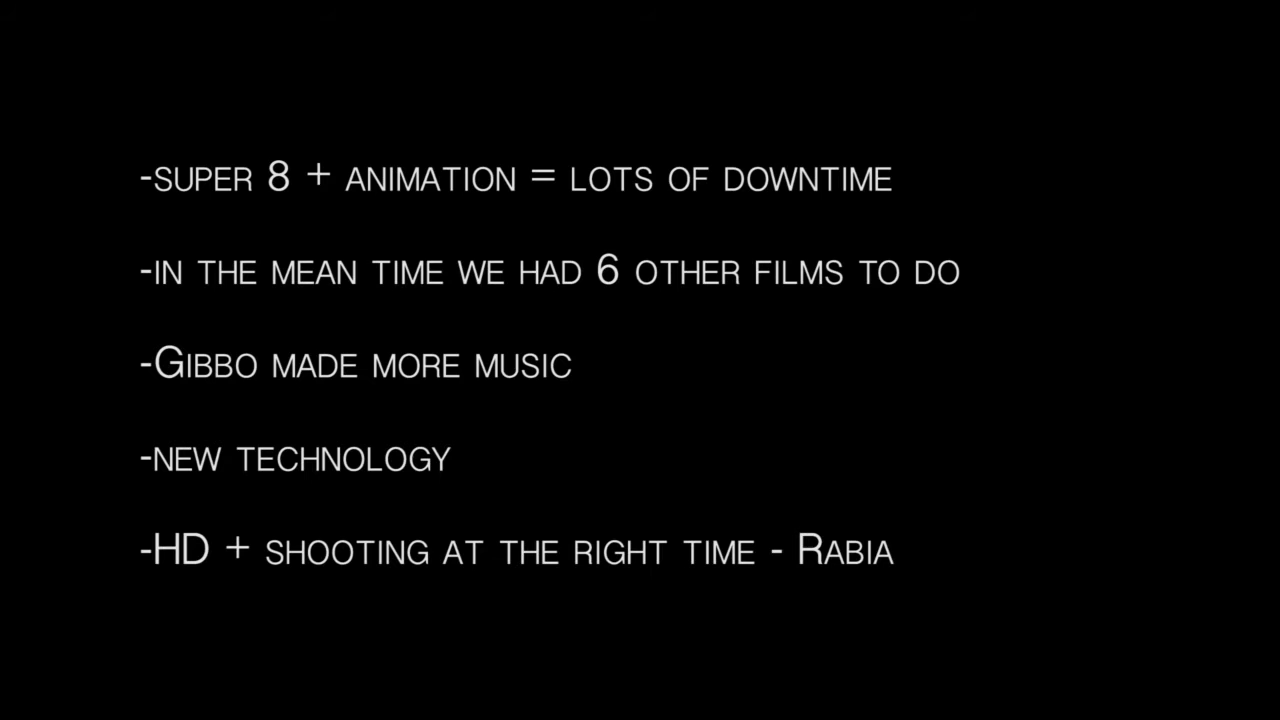 -super 8 + animation = lots of downtime
-in the mean time we had 6 other films to do
-Gibbo made more music
-new technology
-HD + shooting at the right time - Rabia